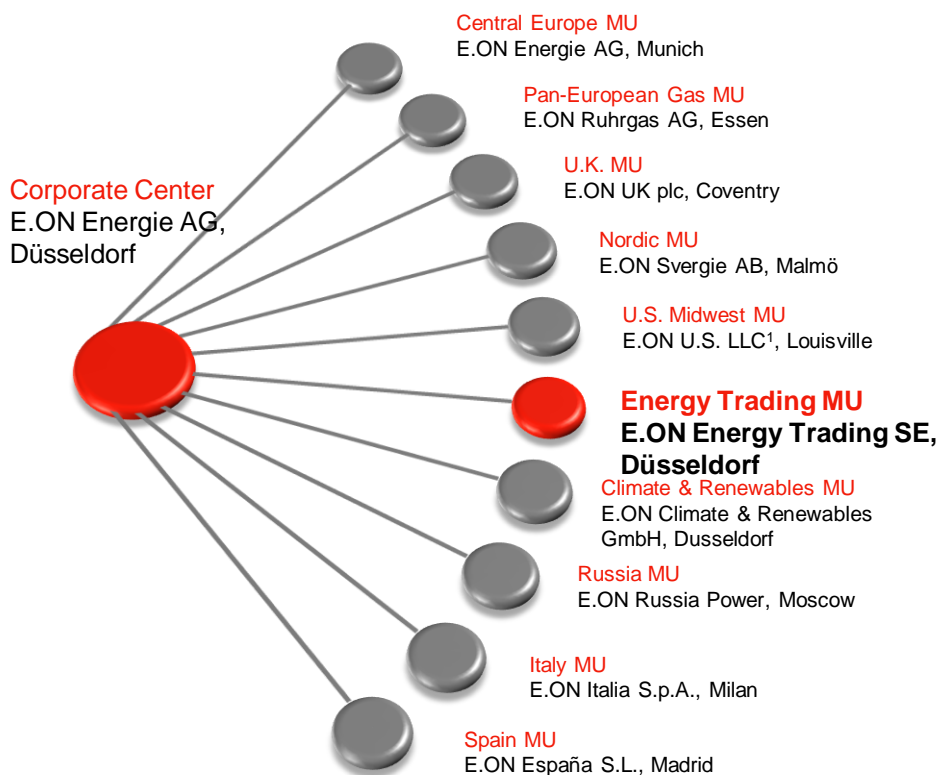 Central Europe MU
E.ON Energie AG, Munich
Pan-European Gas MU
E.ON Ruhrgas AG, Essen
U.K. MU
E.ON UK plc, Coventry
Corporate Center
E.ON Energie AG,
Düsseldorf
Nordic MU
E.ON Svergie AB, Malmö
U.S. Midwest MU
E.ON U.S. LLC¹, Louisville
Energy Trading MU
E.ON Energy Trading SE,
Düsseldorf
Climate & Renewables MU
E.ON Climate & Renewables
GmbH, Dusseldorf
Russia MU
E.ON Russia Power, Moscow
Italy MU
E.ON Italia S.p.A., Milan
Spain MU
E.ON España S.L., Madrid